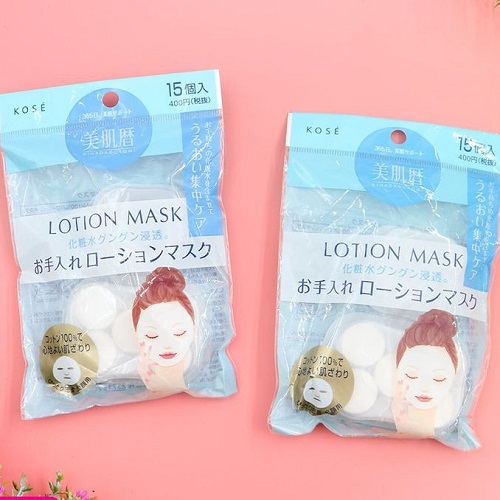 KOSÉ
15個入
400円(税抜)
美肌暦
うるおい集中ケア
LOTION MASK
化粧水グングン浸透。
お手入れ ローションマスク
コットン100%で
心地よい肌ざわり
KOSÉ
15個入
400円(税抜)
美肌暦
うるおい集中ケア
LOTION MASK
化粧水グングン浸透。
お手入れ ローションマスク
コットン100%で
心地よい肌ざわり